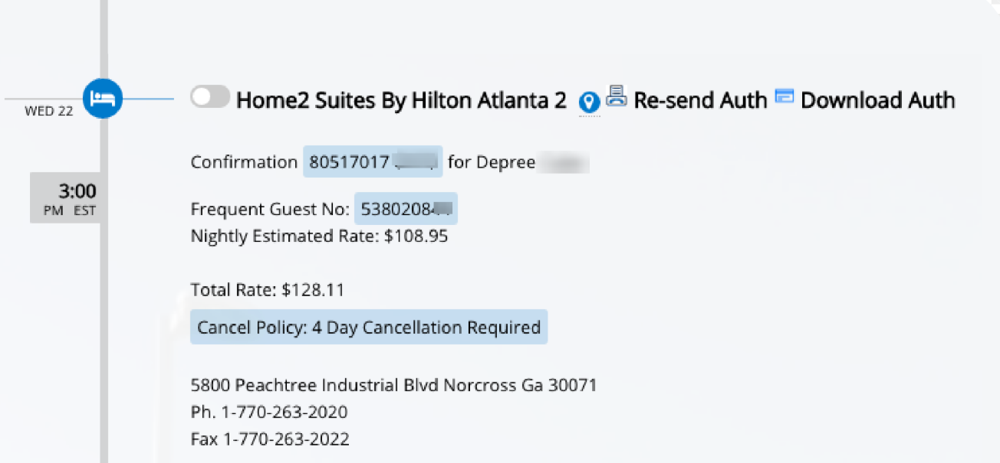 WED 22
Home2 Suites By Hilton Atlanta 2 Re-send Auth Download Auth
Confirmation 80517017 for Depree
3:00
PM EST
Frequent Guest No: 5380208
Nightly Estimated Rate: $108.95
Total Rate: $128.11
Cancel Policy: 4 Day Cancellation Required
5800 Peachtree Industrial Blvd Norcross Ga 30071
Ph. 1-770-263-2020
Fax 1-770-263-2022